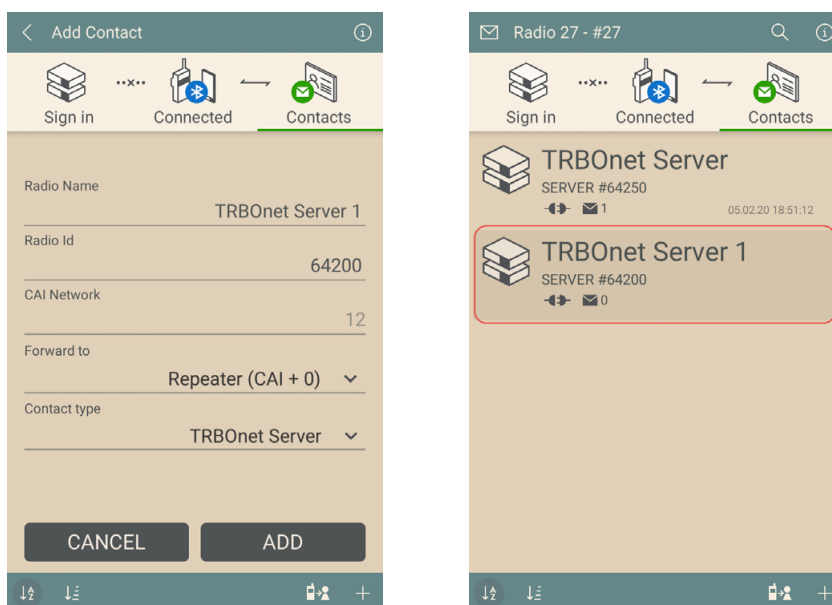 Add Contact
Sign in
Connected
Contacts
Radio Name
TRBOnet Server 1
Radio Id
64200
CAI Network
12
Forward to
Repeater (CAI + 0)
Contact type
TRBOnet Server
CANCEL
ADD
Radio 27 - #27
Sign in
Connected
Contacts
TRBOnet Server
SERVER #64250
1
05.02.20 18:51:12
TRBOnet Server 1
SERVER #64200
0